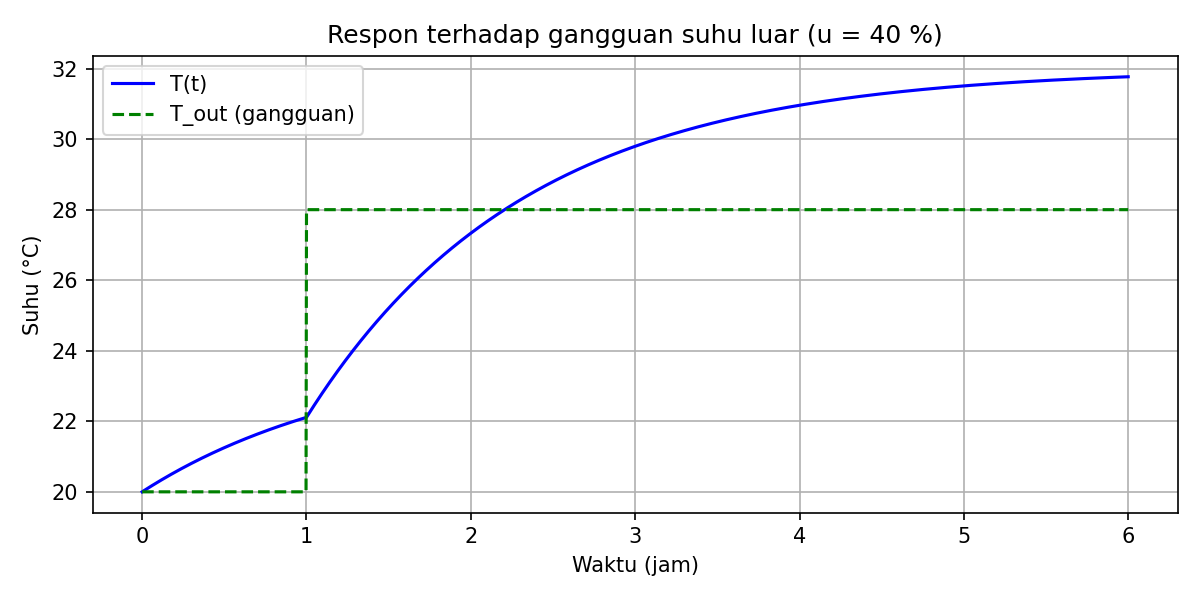 Respon terhadap gangguan suhu luar (u = 40 %)
T(t)
T_out (gangguan)
Suhu (°C)
32
30
28
26
24
22
20
0 1 2 3 4 5 6
Waktu (jam)